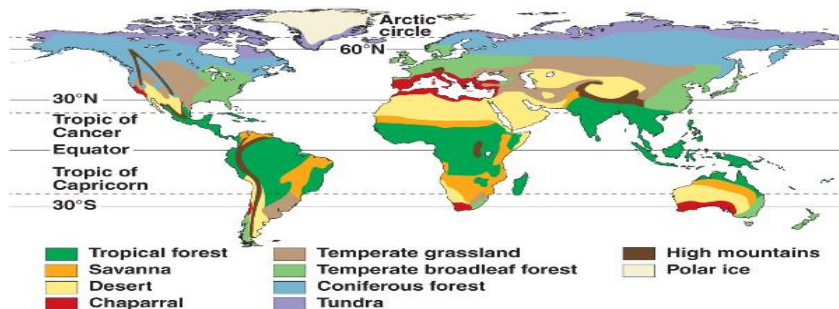 Arctic
circle
60°N
30°N
Tropic of
Cancer
Equator
Tropic of
Capricorn
30°S
Tropical forest
Savanna
Desert
Chaparral
Temperate grassland
Temperate broadleaf forest
Coniferous forest
Tundra
High mountains
Polar ice